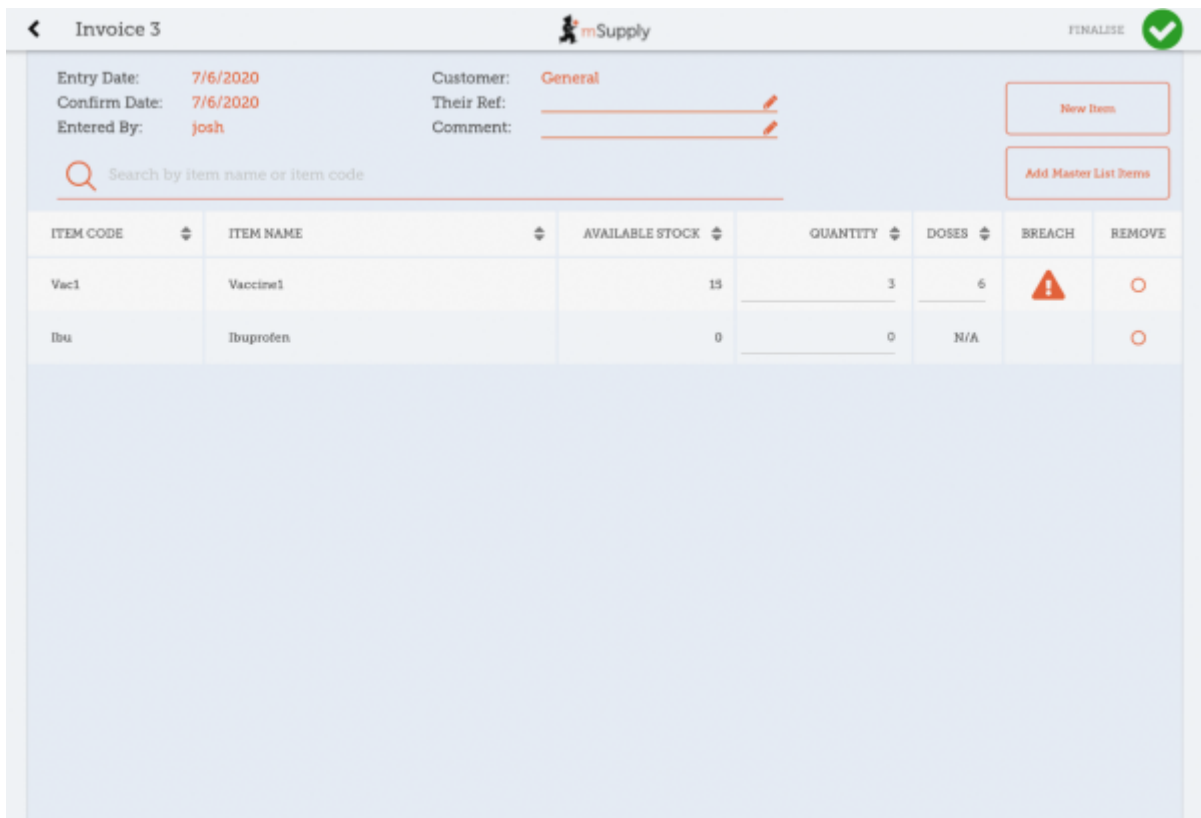 Invoice 3
mSupply
FINALISE
Entry Date: 7/6/2020
Customer: General
Confirm Date: 7/6/2020
Their Ref:
Entered By: josh
Comment:
New Item
Search by item name or item code
Add Master List Items
ITEM CODE ITEM NAME AVAILABLE STOCK QUANTITY DOSES BREACH REMOVE
Vac1 Vaccine1 15 3 6
Ibu Ibuprofen 0 0 N/A